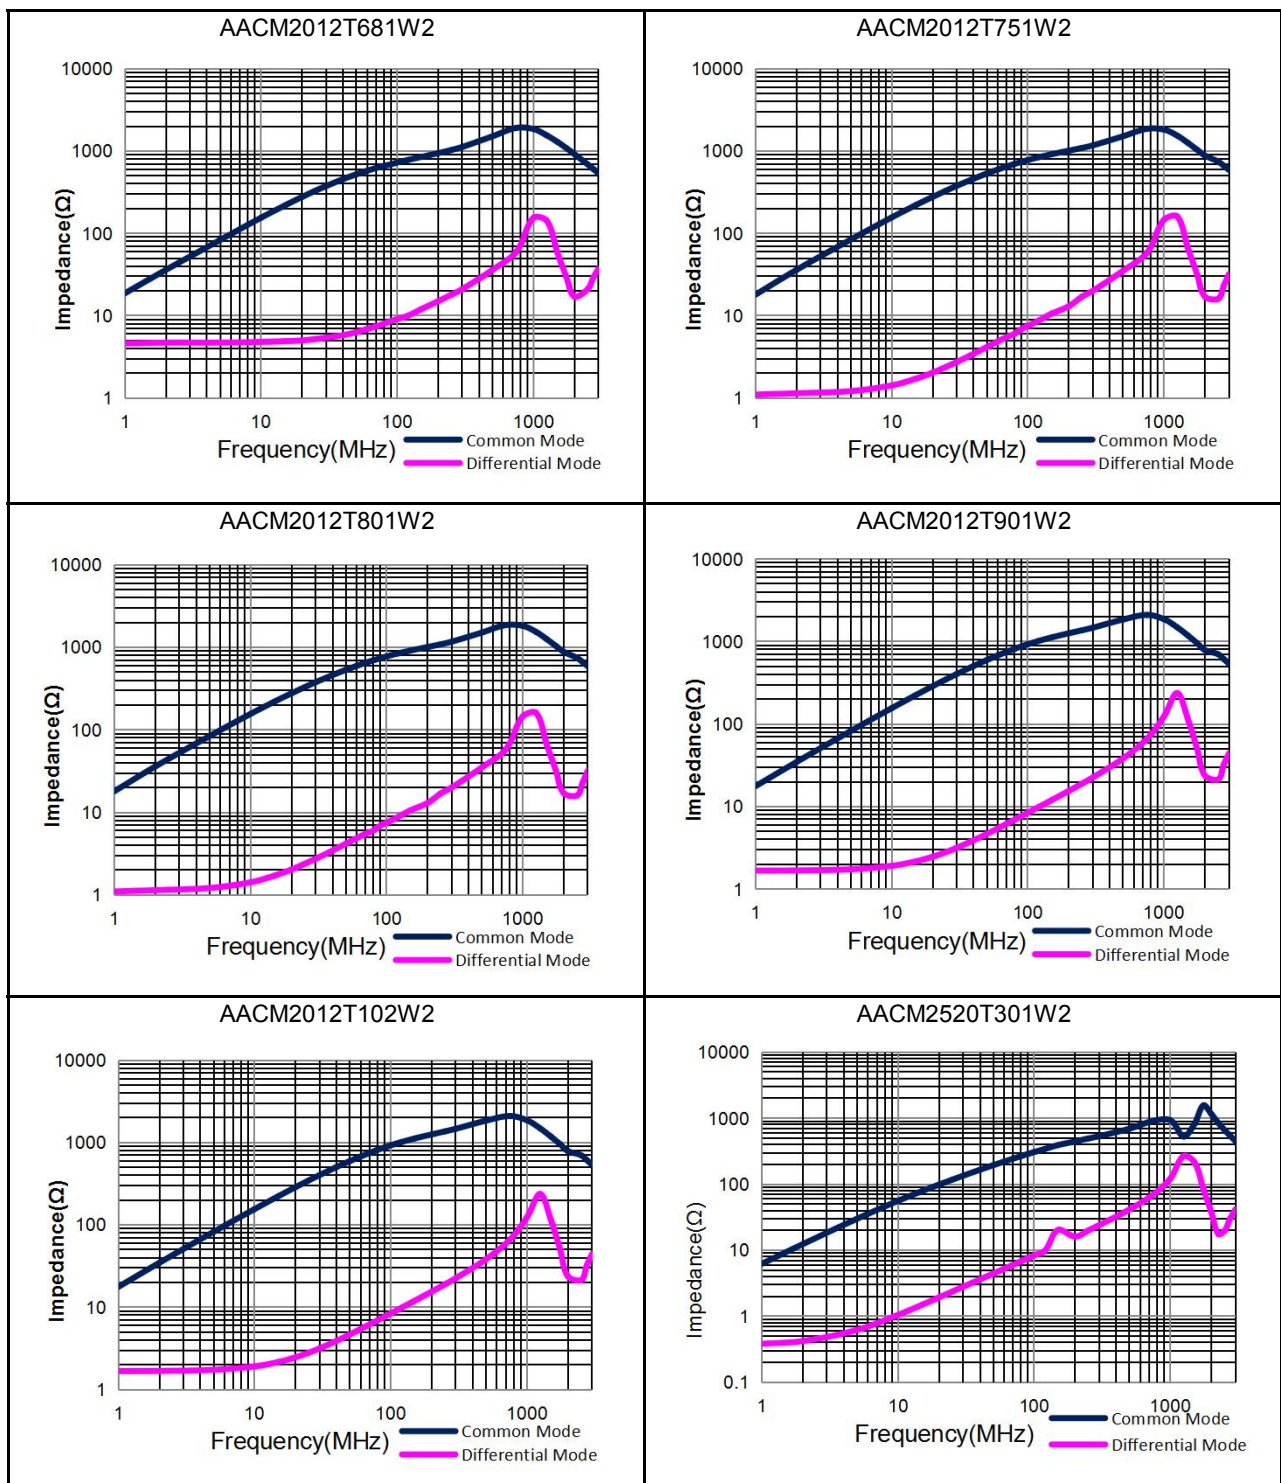 AACM2012T681W2
10000
1000
100
10
1
Impedance(Ω)
1 10 100 1000
Frequency(MHz)
Common Mode
Differential Mode
AACM2012T751W2
10000
1000
100
10
1
Impedance(Ω)
1 10 100 1000
Frequency(MHz)
Common Mode
Differential Mode
AACM2012T801W2
10000
1000
100
10
1
Impedance(Ω)
1 10 100 1000
Frequency(MHz)
Common Mode
Differential Mode
AACM2012T901W2
10000
1000
100
10
1
Impedance(Ω)
1 10 100 1000
Frequency(MHz)
Common Mode
Differential Mode
AACM2012T102W2
10000
1000
100
10
1
Impedance(Ω)
1 10 100 1000
Frequency(MHz)
Common Mode
Differential Mode
AACM2520T301W2
10000
1000
100
10
1
0.1
Impedance(Ω)
1 10 100 1000
Frequency(MHz)
Common Mode
Differential Mode